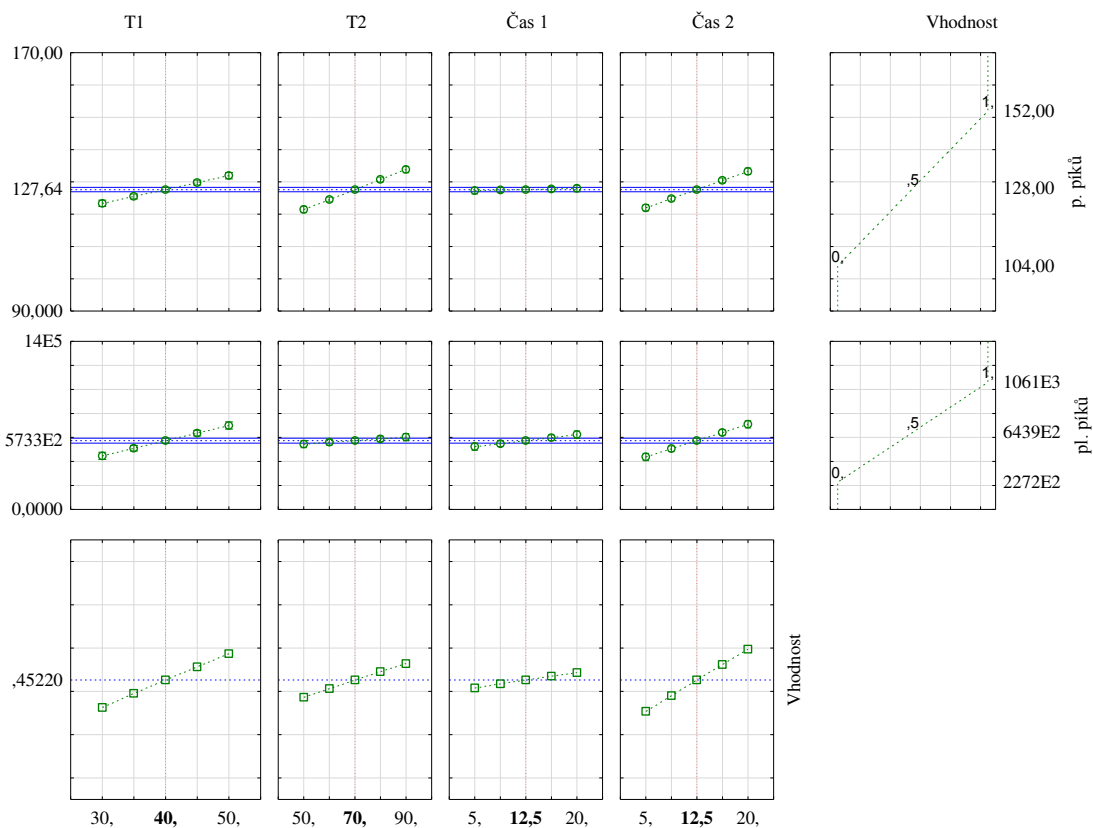 T1 T2 Čas 1 Čas 2 Vhodnost
170,00
1, 152,00
127,64 ,5 128,00 p. píků
0, 104,00
90,000
14E5
1, 1061E3
5733E2 ,5 6439E2 pl. píků
0, 2272E2
0,0000
,45220 Vhodnost
30, 40, 50, 50, 70, 90, 5, 12,5 20, 5, 12,5 20,